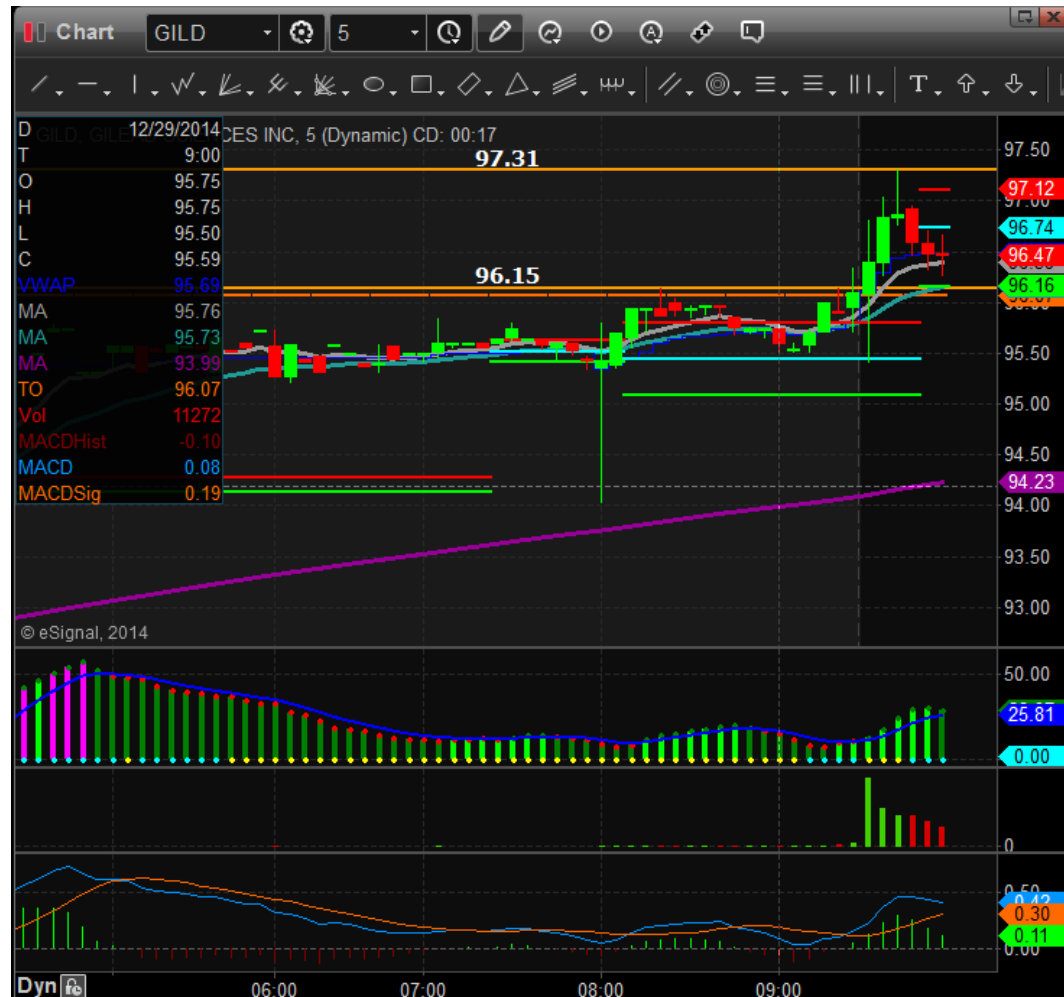 Chart GILD 5
T
D 12/29/2014
CES INC, 5 (Dynamic) CD: 00:17
T 9:00
O 95.75
H 95.75
L 95.50
C 95.59
VWAP 95.69
MA 95.76
MA 95.73
MA 93.99
TO 96.07
Vol 11272
MACDHist -0.10
MACD 0.08
MACDSig 0.19
97.31
96.15
97.50
97.12
97.00
96.74
96.47
96.16
95.50
95.00
94.50
94.23
94.00
93.50
93.00
© eSignal, 2014
50.00
25.81
0.00
0
0.50
0.42
0.30
0.11
0.00
Dyn 06:00 07:00 08:00 09:00